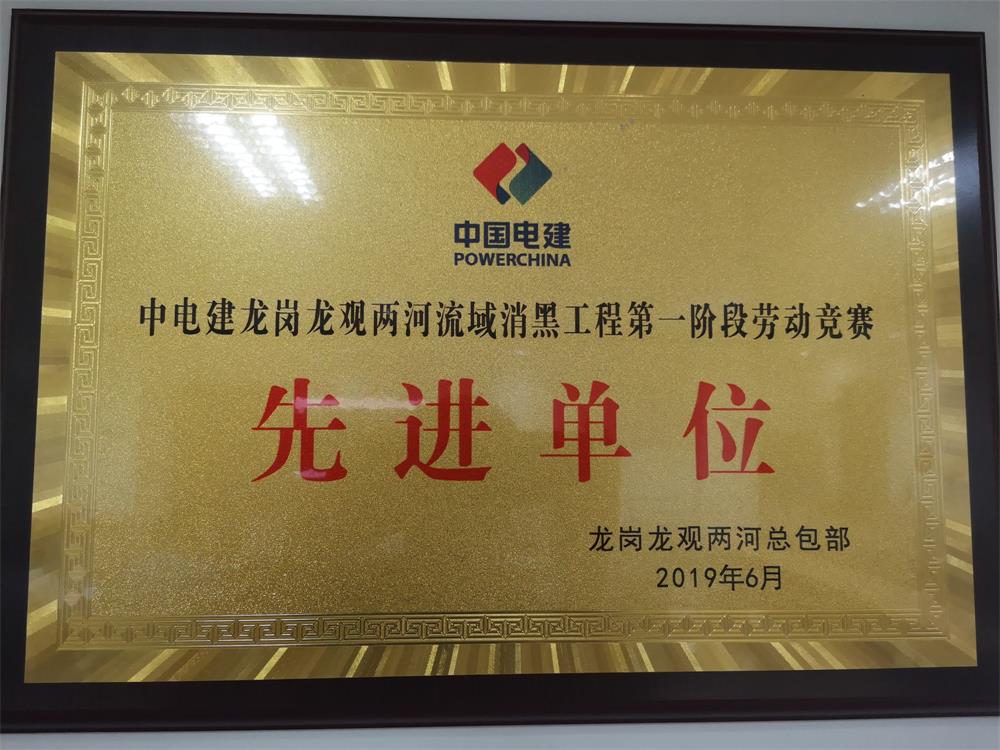 中国电建
POWERCHINA
中电建龙岗龙观两河流域消黑工程第一阶段劳动竞赛
先进单位
龙岗龙观两河总包部
2019年6月